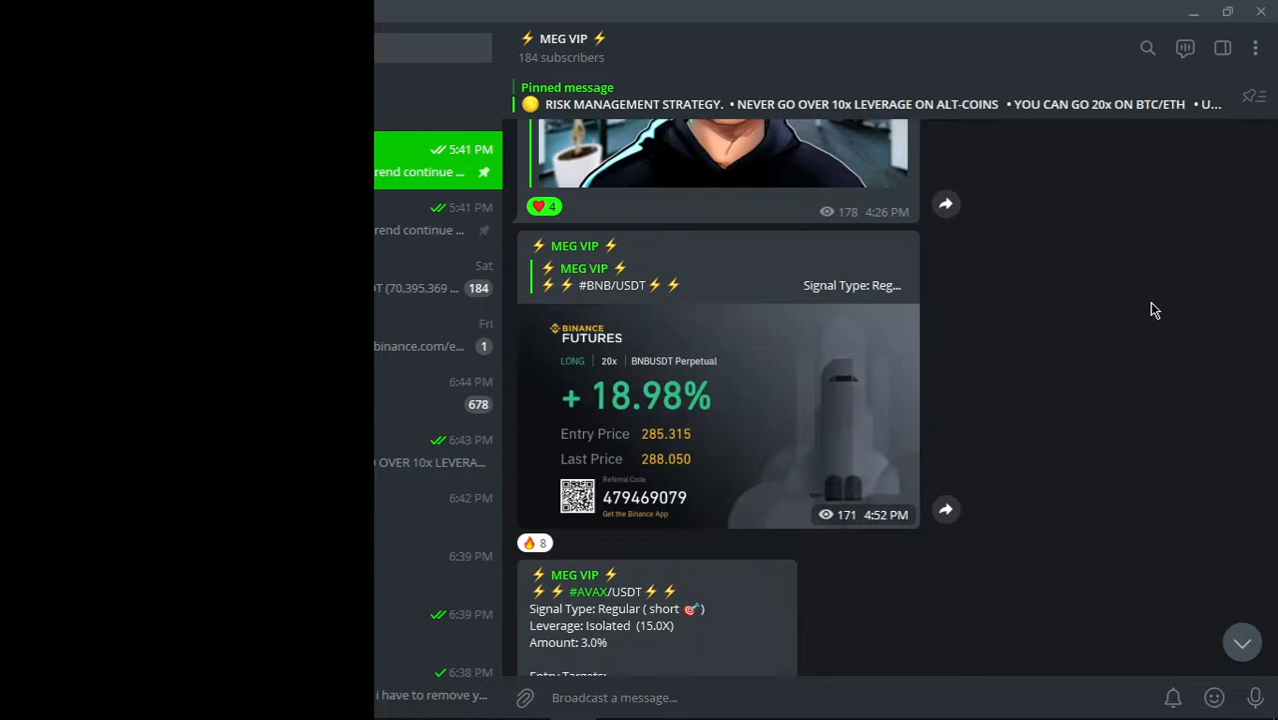 ⚡ MEG VIP ⚡
184 subscribers
Pinned message
RISK MANAGEMENT STRATEGY. • NEVER GO OVER 10x LEVERAGE ON ALT-COINS • YOU CAN GO 20x ON BTC/ETH • U...
5:41 PM
rend continue ...
5:41 PM
rend continue ...
Sat
DT (70,395,369 ... 184
Fri
binance.com/e... 1
6:44 PM
678
6:43 PM
OVER 10x LEVERA...
6:42 PM
6:39 PM
6:39 PM
6:38 PM
i have to remove y...
❤ 4
178 4:26 PM
⚡ MEG VIP ⚡
⚡ MEG VIP ⚡
⚡⚡ #BNB/USDT⚡⚡ Signal Type: Reg...
BINANCE
FUTURES
LONG | 20x | BNBUSDT Perpetual
+ 18.98%
Entry Price 285.315
Last Price 288.050
Referral Code
479469079
Get the Binance App
171 4:52 PM
🔥 8
⚡ MEG VIP ⚡
⚡⚡ #AVAX/USDT⚡⚡
Signal Type: Regular ( short 🎯 )
Leverage: Isolated (15.0X)
Amount: 3.0%
Entry Targets:
Broadcast a message...